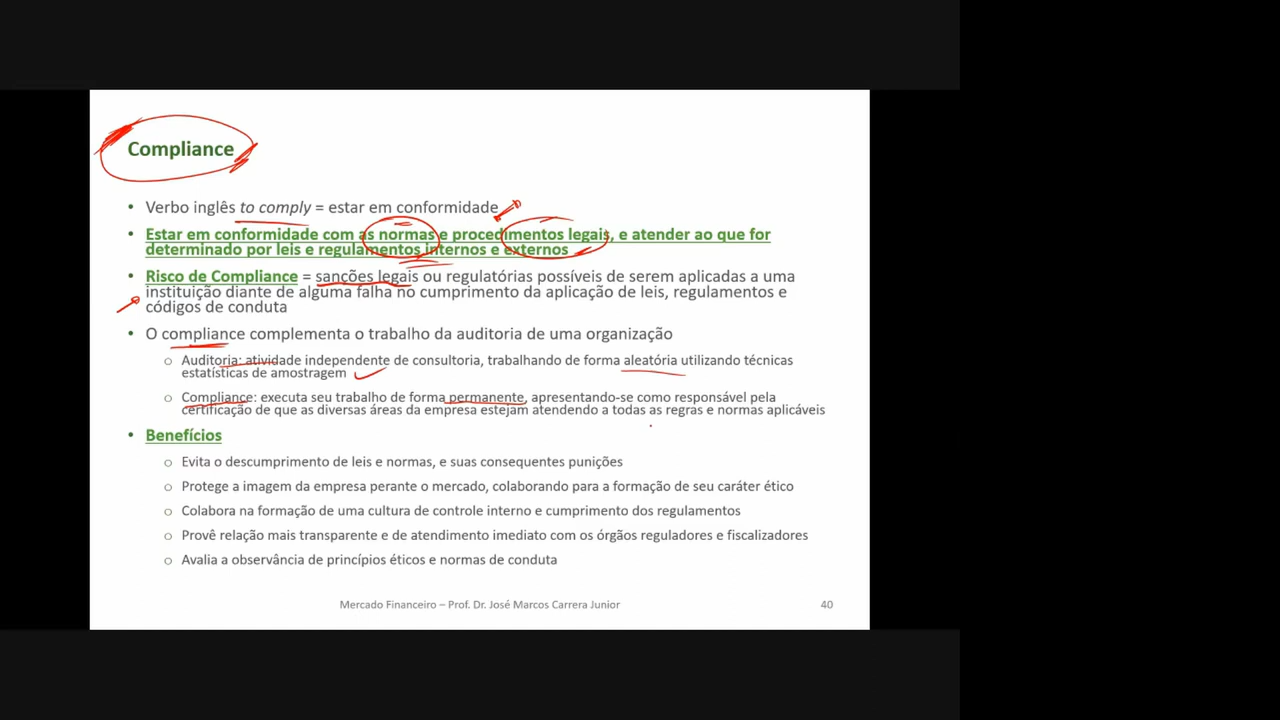 Compliance
• Verbo inglês to comply = estar em conformidade
• Estar em conformidade com as normas e procedimentos legais, e atender ao que for
determinado por leis e regulamentos internos e externos
• Risco de Compliance = sanções legais ou regulatórias possíveis de serem aplicadas a uma
instituição diante de alguma falha no cumprimento da aplicação de leis, regulamentos e
códigos de conduta
• O compliance complementa o trabalho da auditoria de uma organização
o Auditoria: atividade independente de consultoria, trabalhando de forma aleatória utilizando técnicas
estatísticas de amostragem
o Compliance: executa seu trabalho de forma permanente, apresentando-se como responsável pela
certificação de que as diversas áreas da empresa estejam atendendo a todas as regras e normas aplicáveis
• Benefícios
o Evita o descumprimento de leis e normas, e suas consequentes punições
o Protege a imagem da empresa perante o mercado, colaborando para a formação de seu caráter ético
o Colabora na formação de uma cultura de controle interno e cumprimento dos regulamentos
o Provê relação mais transparente e de atendimento imediato com os órgãos reguladores e fiscalizadores
o Avalia a observância de princípios éticos e normas de conduta
Mercado Financeiro – Prof. Dr. José Marcos Carrera Junior 40